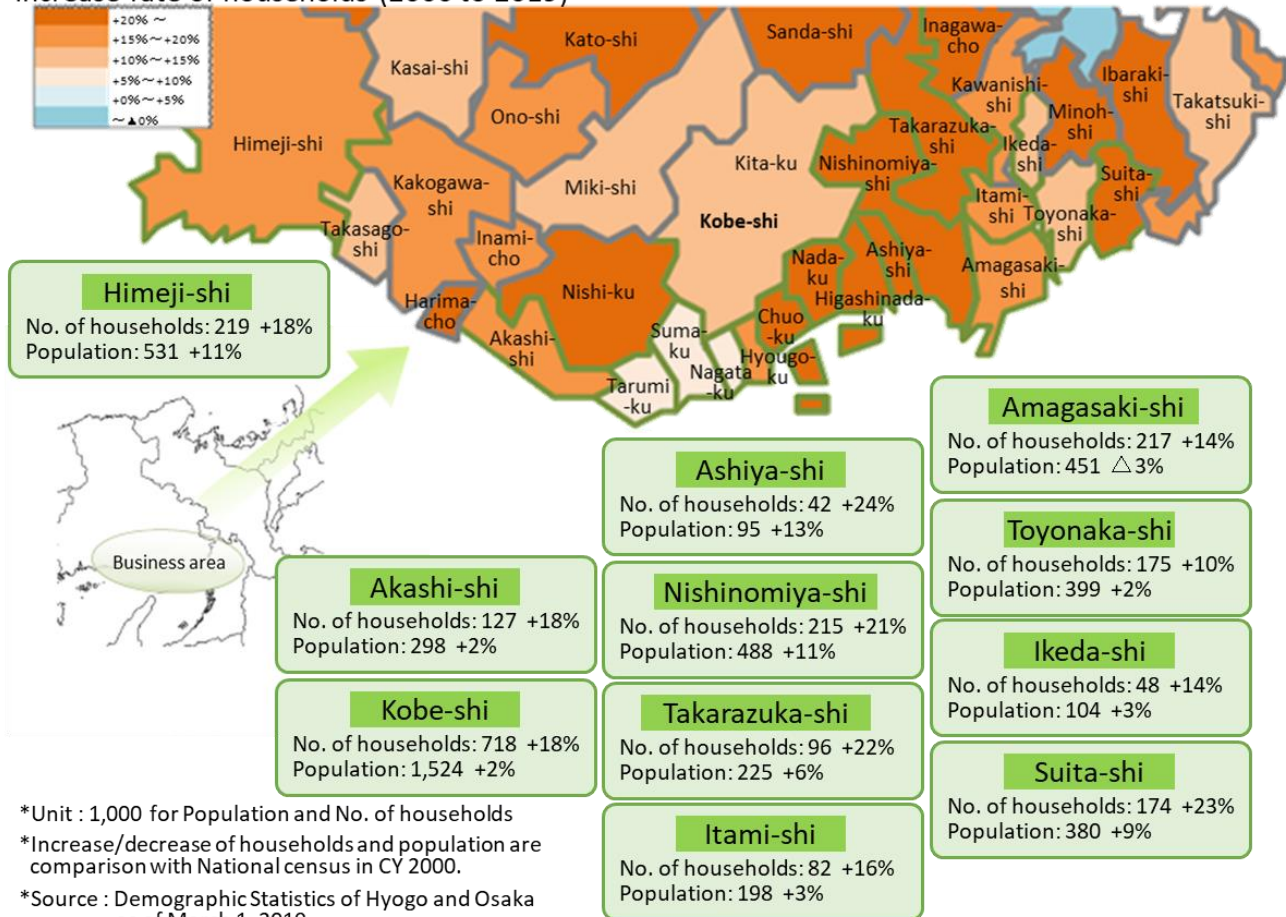 +20% ～
+15%～+20%
+10%～+15%
+5%～+10%
+0%～+5%
～▲0%
Kato-shi
Sanda-shi
Inagawa-
cho
Kasai-shi
Kawanishi-
shi
Ibaraki-
shi
Takatsuki-
shi
Minoh-
shi
Ono-shi
Himeji-shi
Takarazuka-
shi
Ikeda-
shi
Kita-ku
Nishinomiya-
shi
Miki-shi
Kakogawa-
shi
Suita-
shi
Itami-
shi
Toyonaka-
shi
Kobe-shi
Takasago-
shi
Inami-
cho
Ashiya-
shi
Nada-
ku
Amagasaki-
shi
Nishi-ku
Harima-
cho
Higashinada-
ku
Chuo
-ku
Suma-
ku
Akashi-
shi
Hyougo-
ku
Nagata
-ku
Tarumi
-ku
Himeji-shi
No. of households: 219 +18%
Population: 531 +11%
Business area
Akashi-shi
No. of households: 127 +18%
Population: 298 +2%
Kobe-shi
No. of households: 718 +18%
Population: 1,524 +2%
Ashiya-shi
No. of households: 42 +24%
Population: 95 +13%
Nishinomiya-shi
No. of households: 215 +21%
Population: 488 +11%
Takarazuka-shi
No. of households: 96 +22%
Population: 225 +6%
Itami-shi
No. of households: 82 +16%
Population: 198 +3%
Amagasaki-shi
No. of households: 217 +14%
Population: 451 △3%
Toyonaka-shi
No. of households: 175 +10%
Population: 399 +2%
Ikeda-shi
No. of households: 48 +14%
Population: 104 +3%
Suita-shi
No. of households: 174 +23%
Population: 380 +9%
*Unit : 1,000 for Population and No. of households
*Increase/decrease of households and population are
comparison with National census in CY 2000.
*Source : Demographic Statistics of Hyogo and Osaka